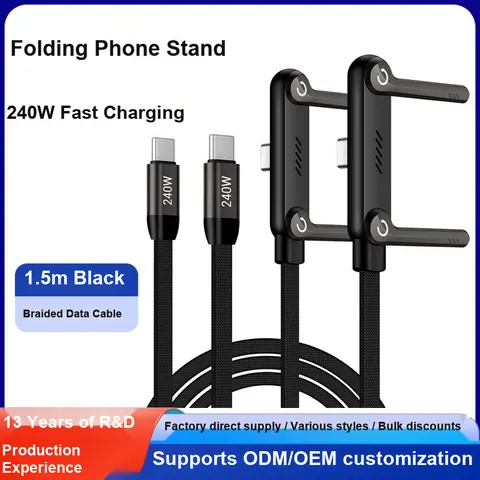 Folding Phone Stand
240W Fast Charging
240W
240W
1.5m Black
Braided Data Cable
13 Years of R&D
Production
Experience
Factory direct supply / Various styles / Bulk discounts
Supports ODM/OEM customization